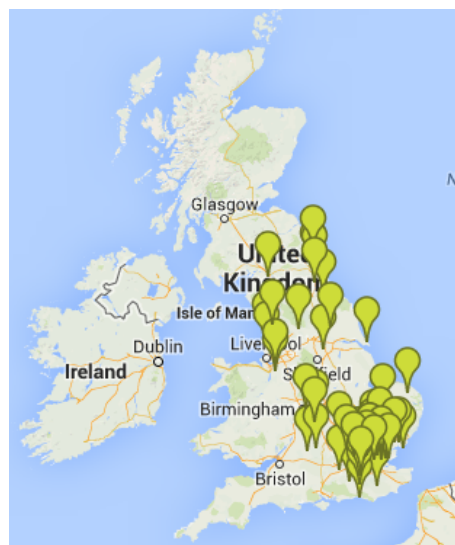 N
Glasgow
United
Kingdom
Isle of Man
Dublin
Liverpool
Ireland
Sheffield
Birmingham
Bristol